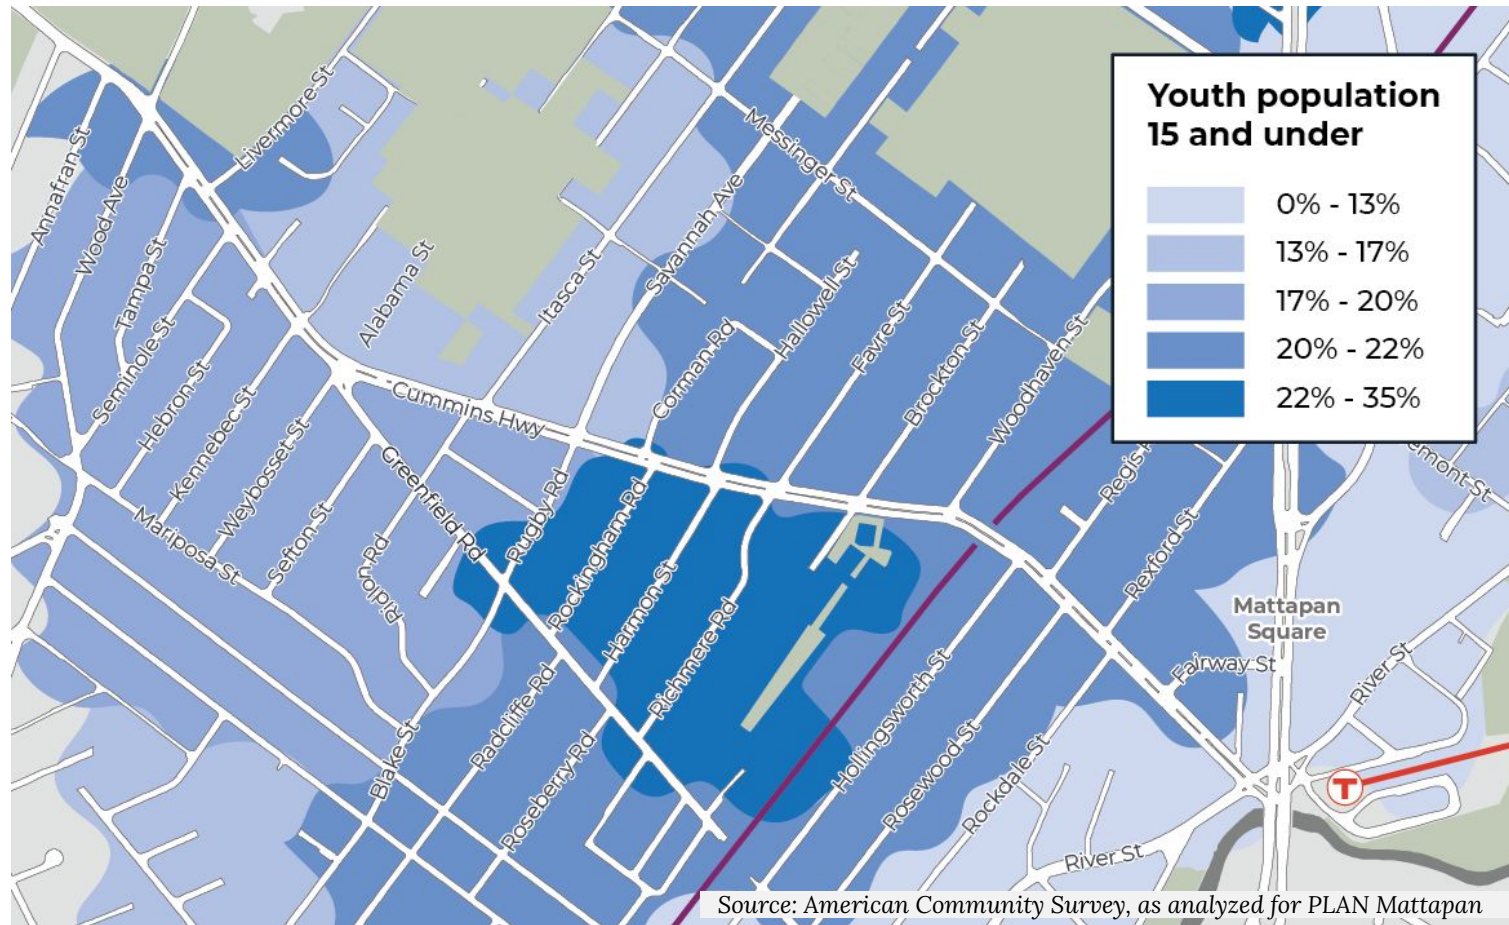 Youth population
15 and under
0% - 13%
13% - 17%
17% - 20%
20% - 22%
22% - 35%
Livermore St
Annafran St
Wood Ave
Tampa St
Messinger St
Savannah Ave
Alabama St
Itasca St
Hallowell St
Seminole St
Hebron St
Kennebec St
Weybosset St
Sefton St
Corman Rd
Favre St
Brockton St
Woodhaven St
Cummins Hwy
Greenfield Rd
Mariposa St
Ridlon Rd
Rugby Rd
Rockingham Rd
Harmon St
Richmere Rd
Regis
emont St
Rexford St
Mattapan
Square
Fairway St
River St
Hollingsworth St
Rosewood St
Rockdale St
Blake St
Radcliffe Rd
Roseberry Rd
T
River St
Source: American Community Survey, as analyzed for PLAN Mattapan